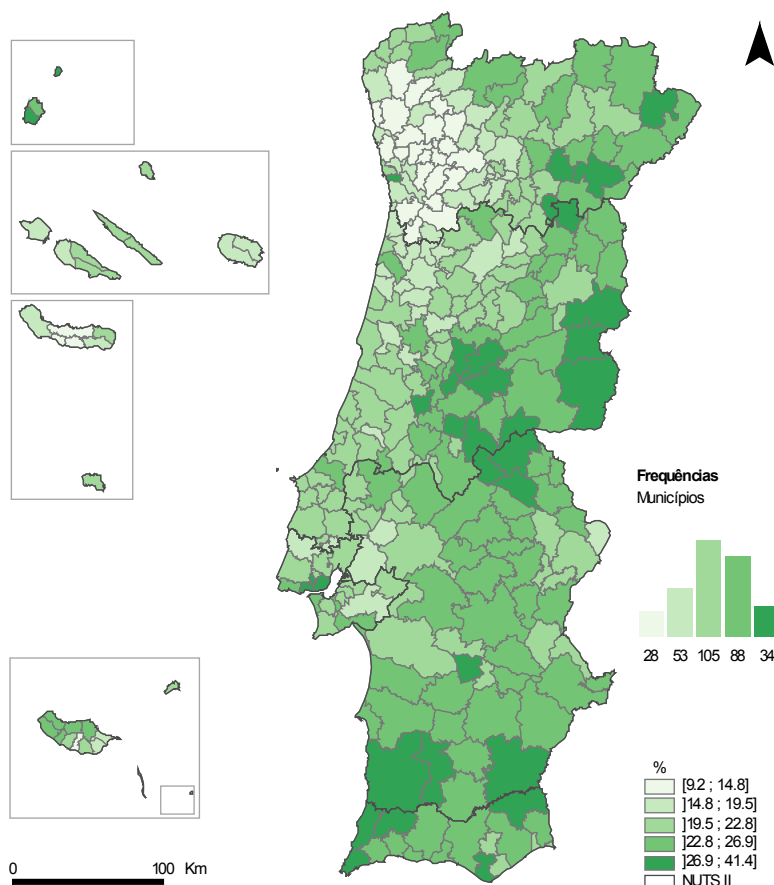 Frequências
Municípios
28 53 105 88 34
%
[9.2 ; 14.8]
]14.8 ; 19.5]
]19.5 ; 22.8]
]22.8 ; 26.9]
]26.9 ; 41.4]
NUTS II
0 100 Km